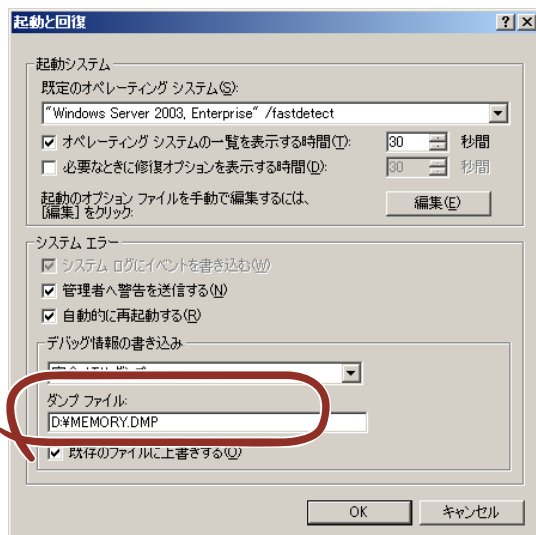 起動と回復
起動システム
既定のオペレーティング システム(S):
"Windows Server 2003, Enterprise" /fastdetect
オペレーティング システムの一覧を表示する時間(T): 30 秒間
必要なときに修復オプションを表示する時間(D): 30 秒間
起動のオプション ファイルを手動で編集するには、
[編集] をクリック:
編集(E)
システム エラー
システム ログにイベントを書き込む(W)
管理者へ警告を送信する(N)
自動的に再起動する(R)
デバッグ情報の書き込み
ダンプ ファイル:
D:¥MEMORY.DMP
既存のファイルに上書きする(O)
OK キャンセル